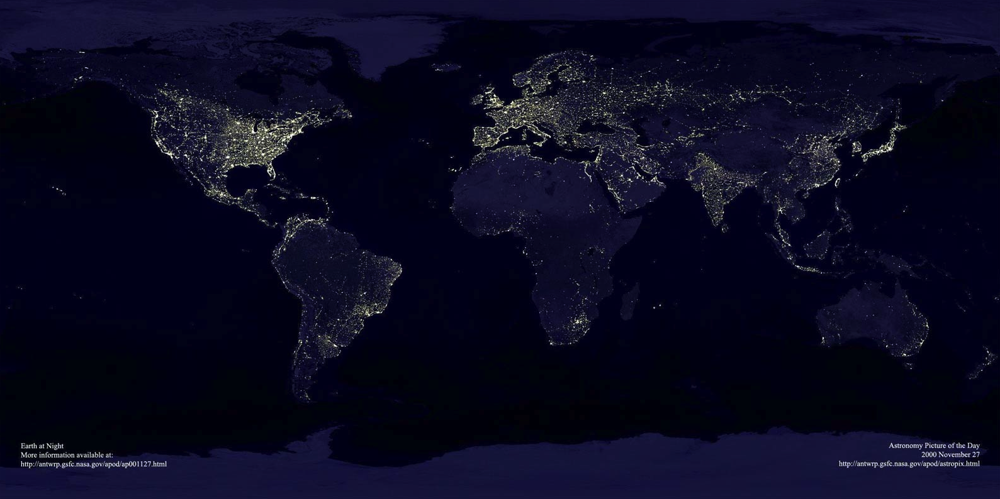 Earth at Night
More information available at:
http://antwrp.gsfc.nasa.gov/apod/ap001127.html
Astronomy Picture of the Day
2000 November 27
http://antwrp.gsfc.nasa.gov/apod/astropix.html